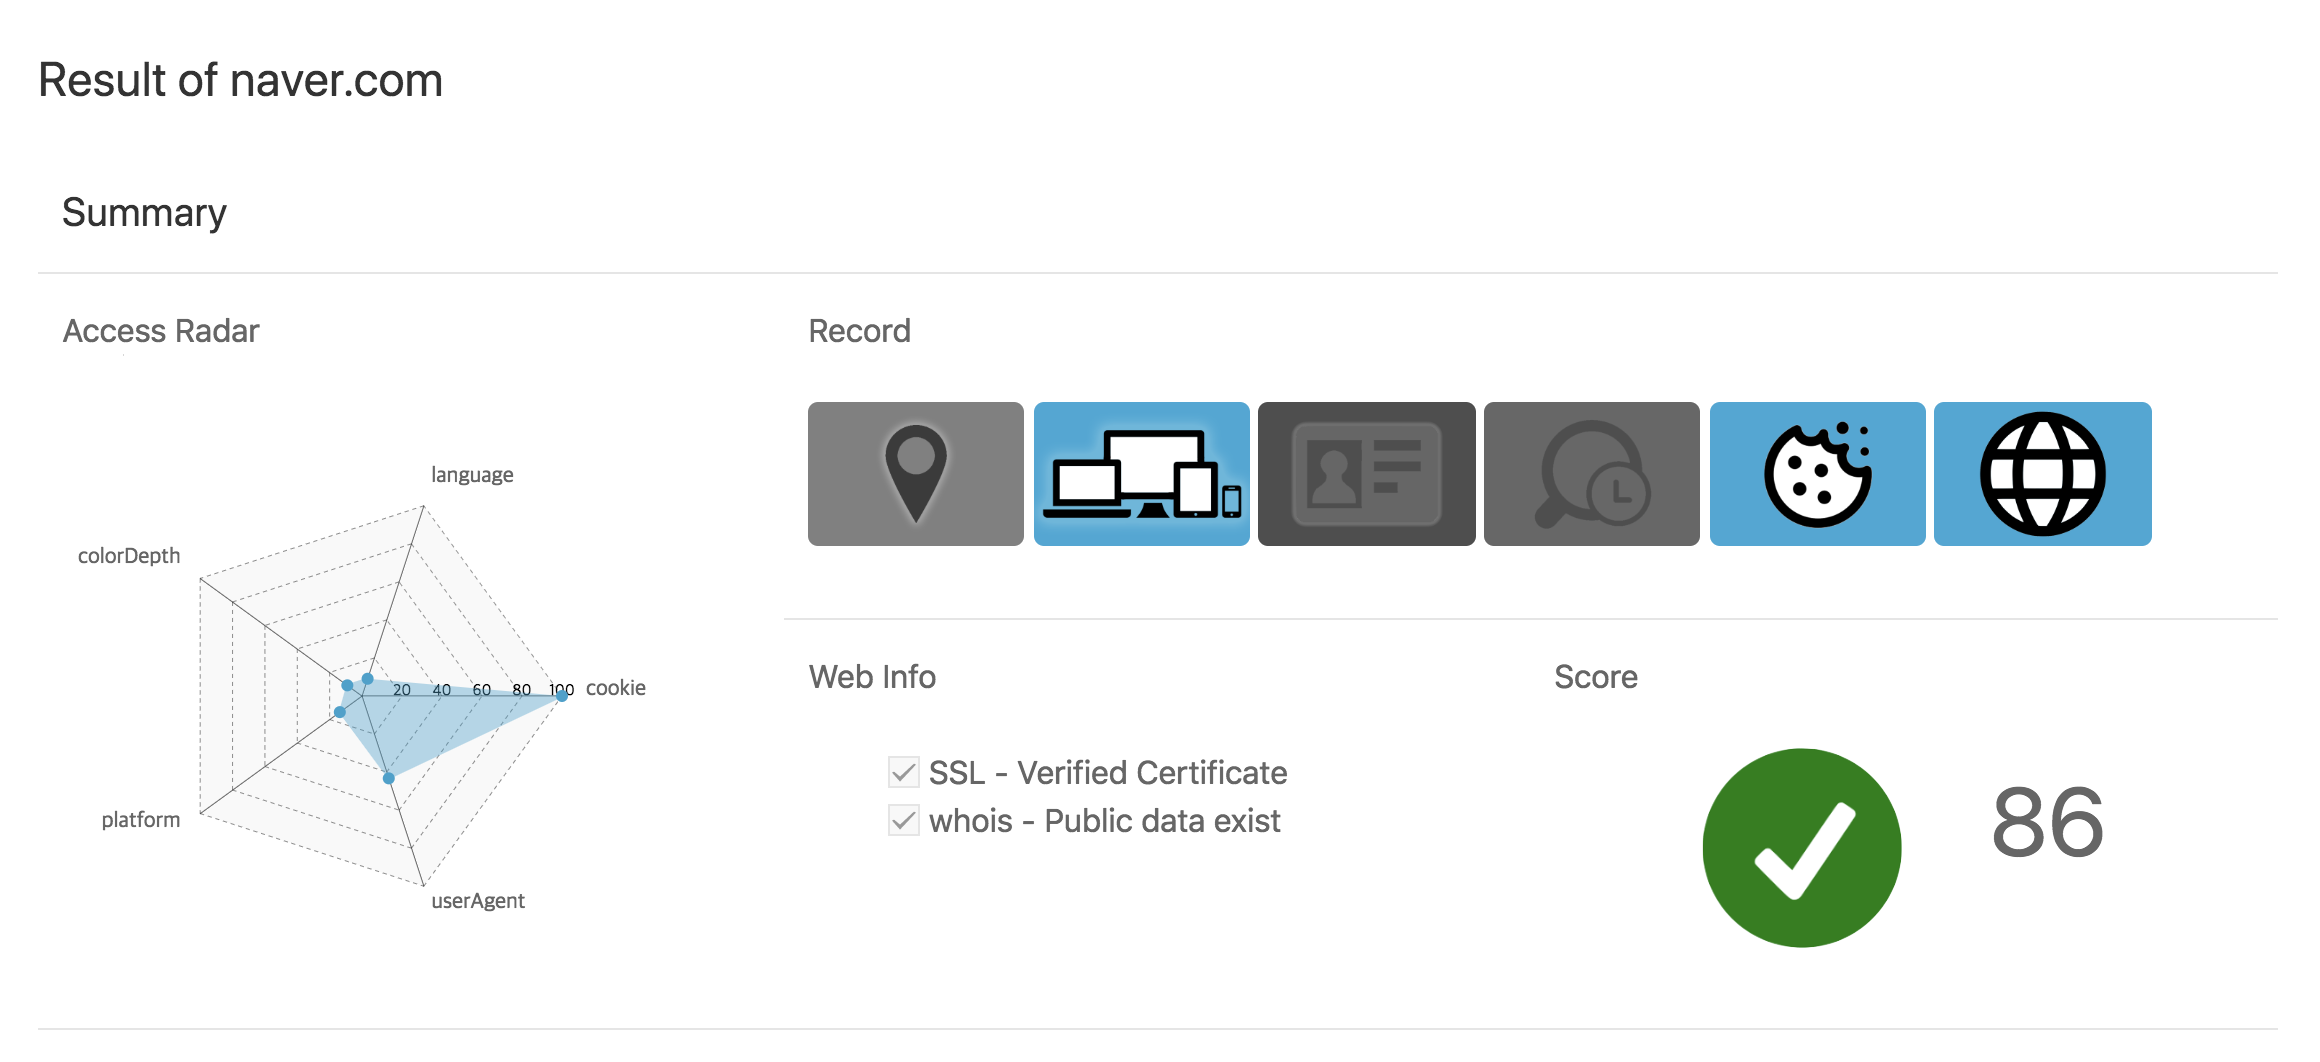 Result of naver.com
Summary
Access Radar
language
colorDepth
20 40 60 80 100 cookie
platform
userAgent
Record
Web Info
SSL - Verified Certificate
whois - Public data exist
Score
86